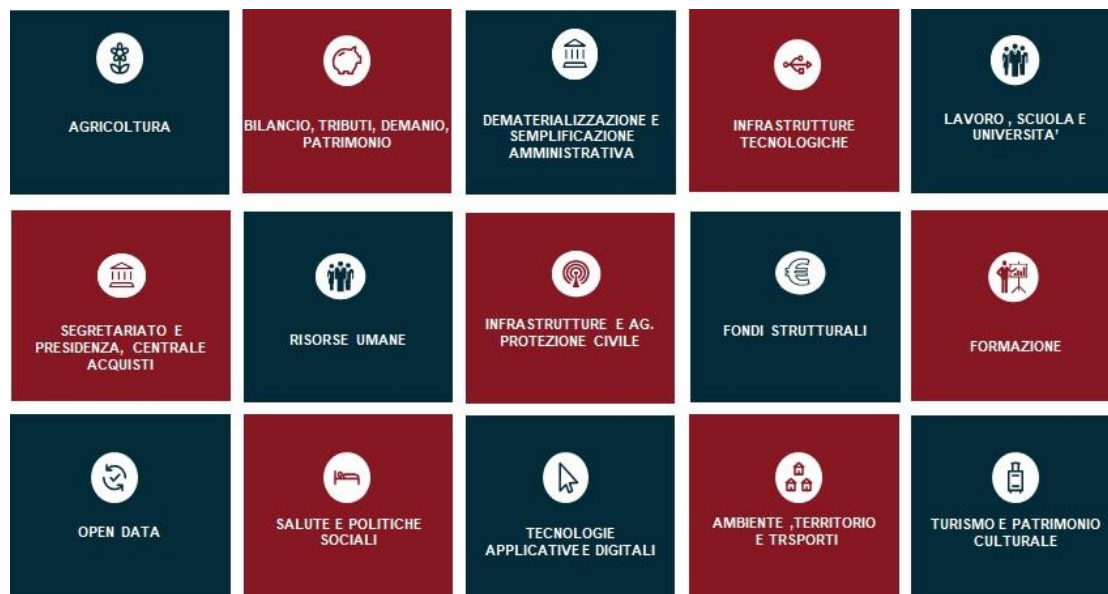 AGRICOLTURA
BILANCIO, TRIBUTI, DEMANIO,
PATRIMONIO
DEMATERIALIZZAZIONE E
SEMPLIFICAZIONE
AMMINISTRATIVA
INFRASTRUTTURE
TECNOLOGICHE
LAVORO , SCUOLA E
UNIVERSITA'
SEGRETARIATO E
PRESIDENZA, CENTRALE
ACQUISTI
RISORSE UMANE
INFRASTRUTTURE E AG.
PROTEZIONE CIVILE
FONDI STRUTTURALI
FORMAZIONE
OPEN DATA
SALUTE E POLITICHE
SOCIALI
TECNOLOGIE
APPLICATIVE E DIGITALI
AMBIENTE ,TERRITORIO
E TRSPORTI
TURISMO E PATRIMONIO
CULTURALE